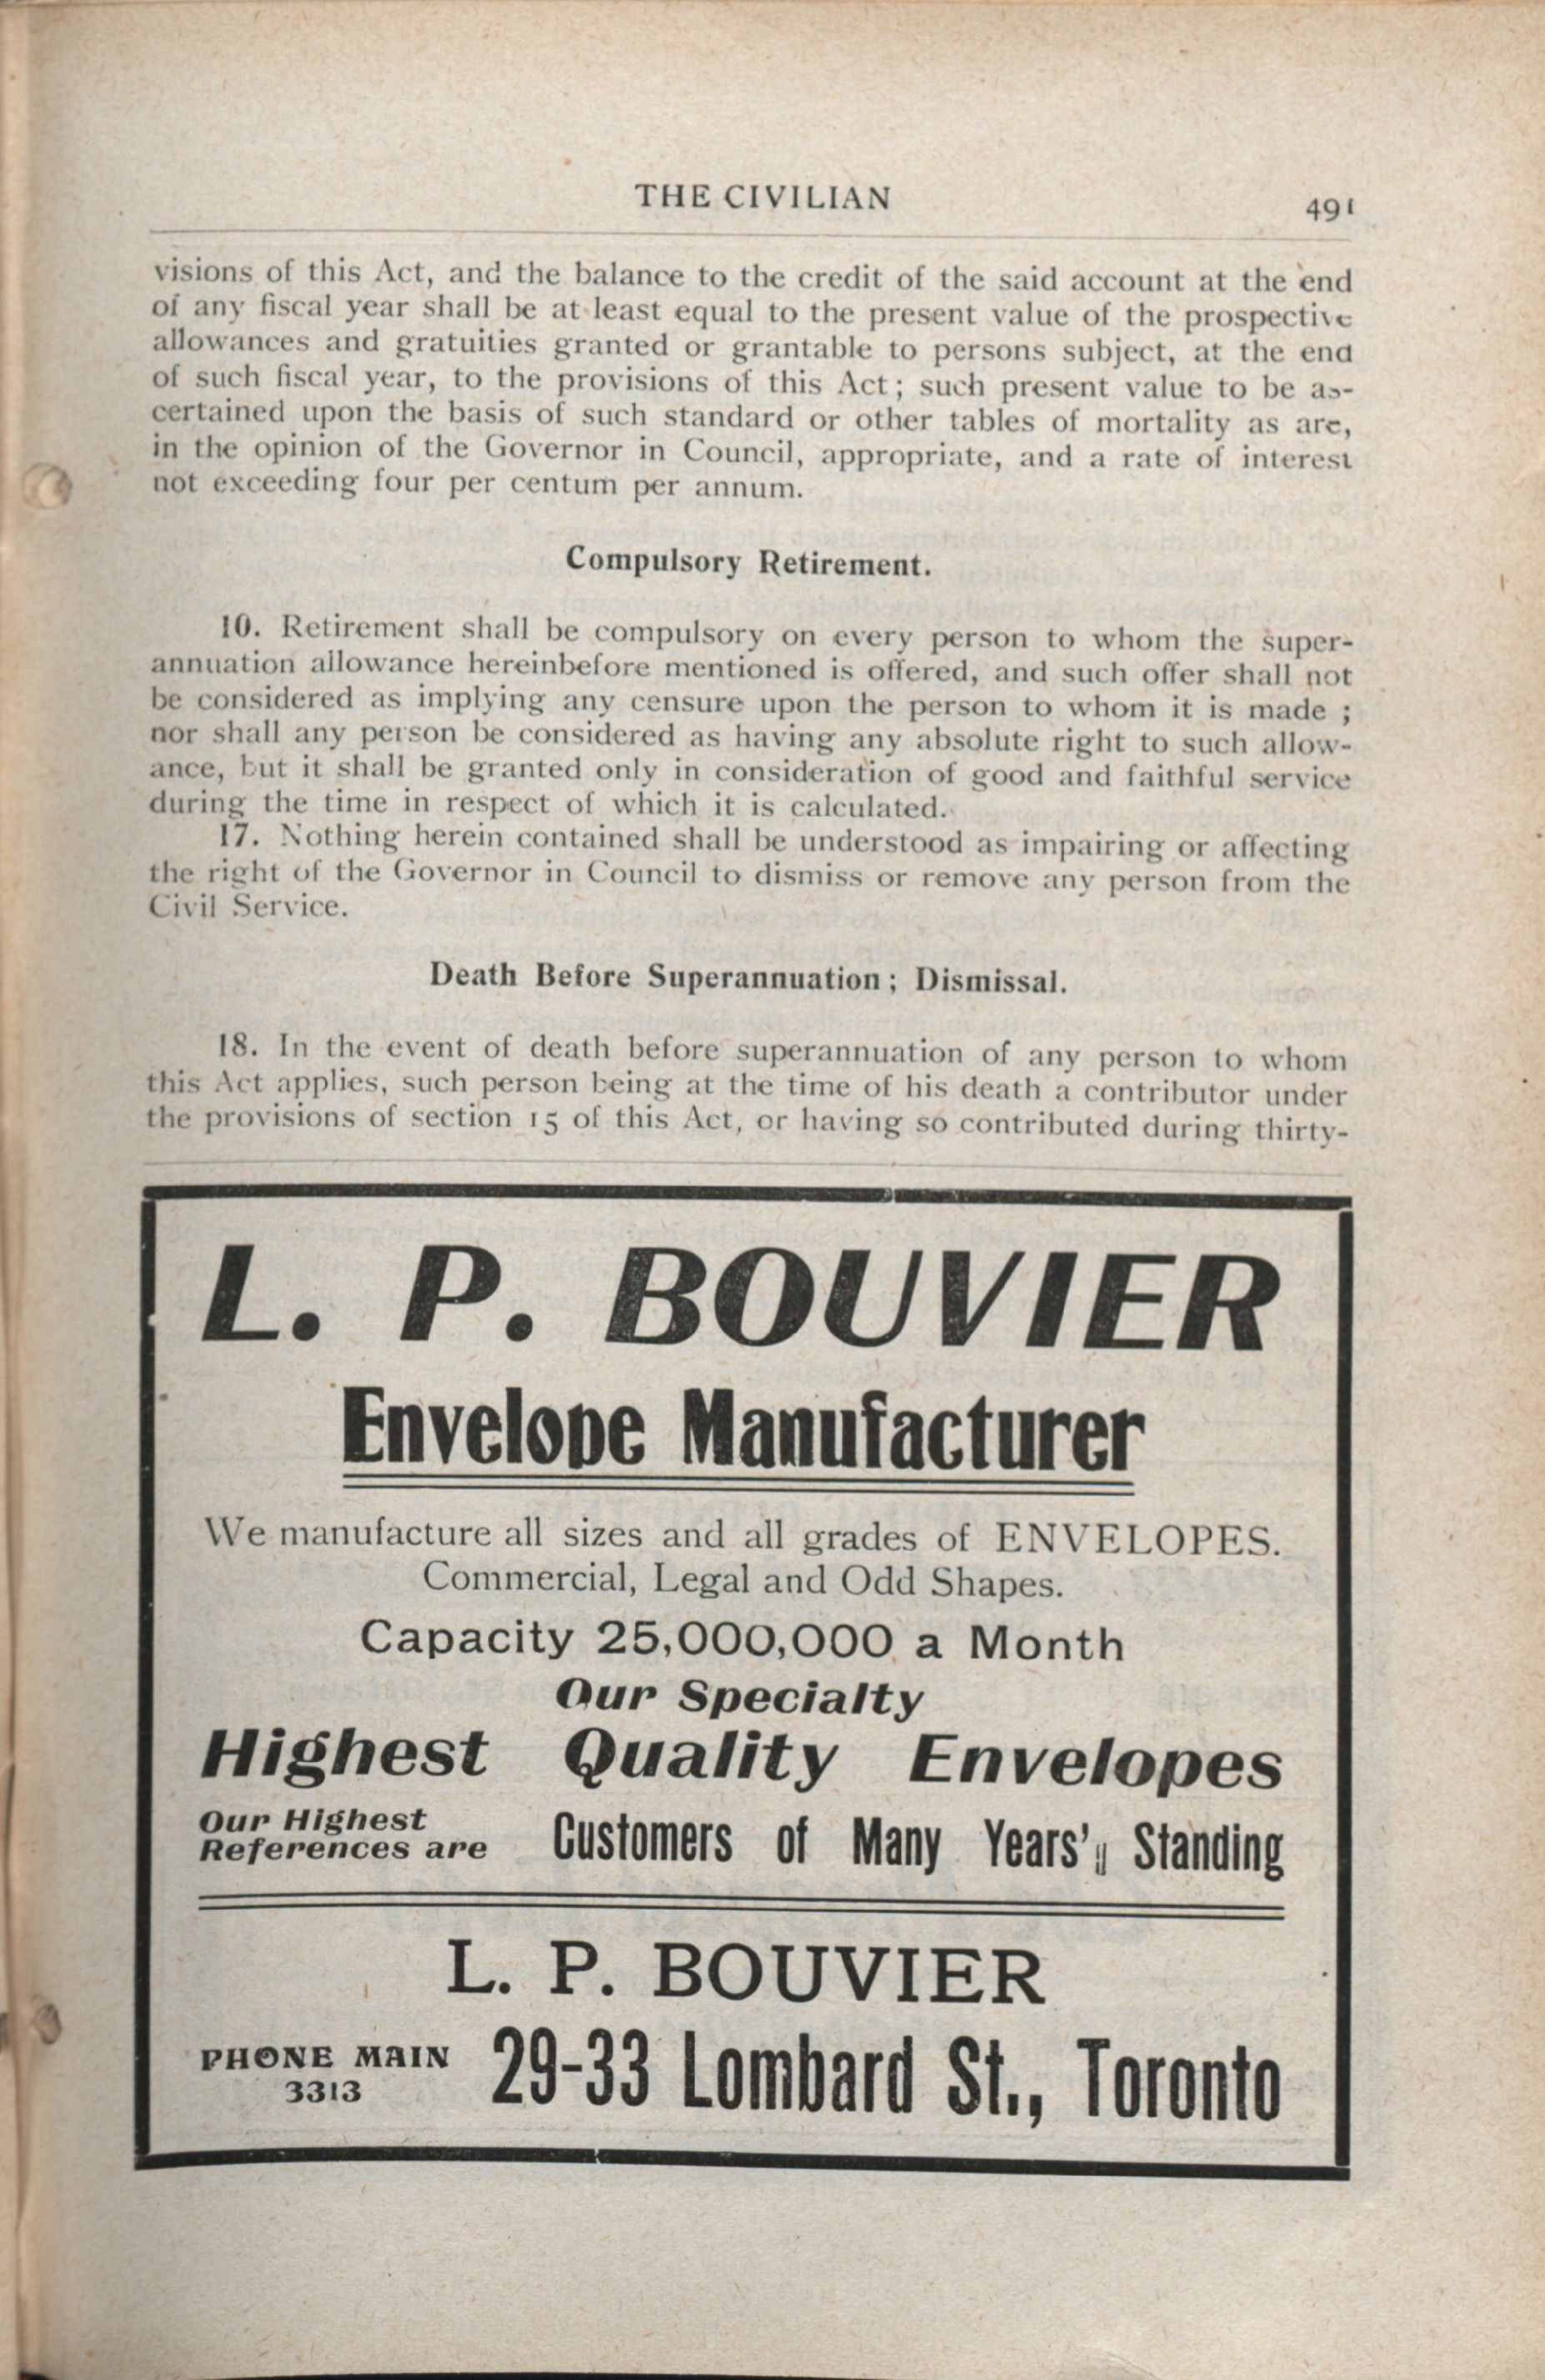 THE CIVILIAN
491
visions of this Act, and the balance to the credit of the said account at the end
of any fiscal year shall be at least equal to the present value of the prospective
allowances and gratuities granted or grantable to persons subject, at the end
of such fiscal year, to the provisions of this Act; such present value to be as-
certained upon the basis of such standard or other tables of mortality as are,
in the opinion of the Governor in Council, appropriate, and a rate of interest
not exceeding four per centum per annum.
Compulsory Retirement.
16. Retirement shall be compulsory on every person to whom the super-
annuation allowance hereinbefore mentioned is offered, and such offer shall not
be considered as implying any censure upon the person to whom it is made ;
nor shall any person be considered as having any absolute right to such allow-
ance, but it shall be granted only in consideration of good and faithful service
during the time in respect of which it is calculated.
17. Nothing herein contained shall be understood as impairing or affecting
the right of the Governor in Council to dismiss or remove any person from the
Civil Service.
Death Before Superannuation; Dismissal.
18. In the event of death before superannuation of any person to whom
this Act applies, such person being at the time of his death a contributor under
the provisions of section 15 of this Act, or having so contributed during thirty-
L. P. BOUVIER
Envelope Manufacturer
We manufacture all sizes and all grades of ENVELOPES.
Commercial, Legal and Odd Shapes.
Capacity 25,000,000 a Month
Our Specialty
Highest Quality Envelopes
Our Highest
References are
Customers of Many Years' Standing
L. P. BOUVIER
PHONE MAIN
3313
29-33 Lombard St., Toronto